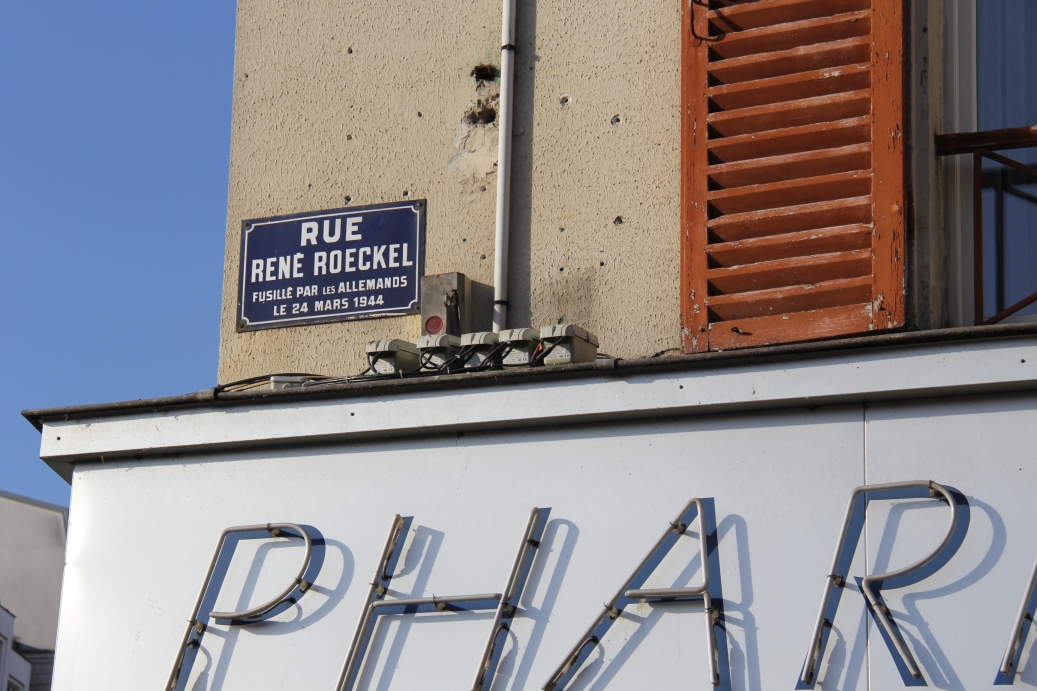 RUE
RENÉ ROECKEL
FUSILLÉ PAR LES ALLEMANDS
LE 24 MARS 1944
PHAR